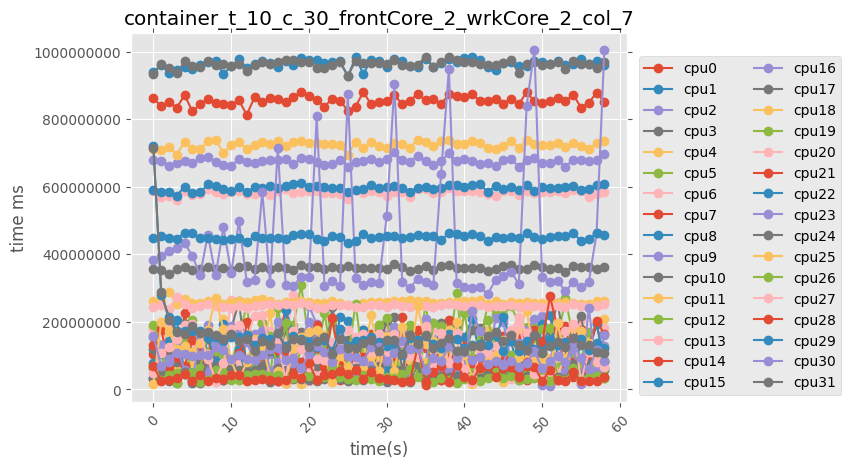 container_t_10_c_30_frontCore_2_wrkCore_2_col_7
time ms
1000000000
800000000
600000000
400000000
200000000
0
0
10
20
30
40
50
60
time(s)
cpu0
cpu1
cpu2
cpu3
cpu4
cpu5
cpu6
cpu7
cpu8
cpu9
cpu10
cpu11
cpu12
cpu13
cpu14
cpu15
cpu16
cpu17
cpu18
cpu19
cpu20
cpu21
cpu22
cpu23
cpu24
cpu25
cpu26
cpu27
cpu28
cpu29
cpu30
cpu31